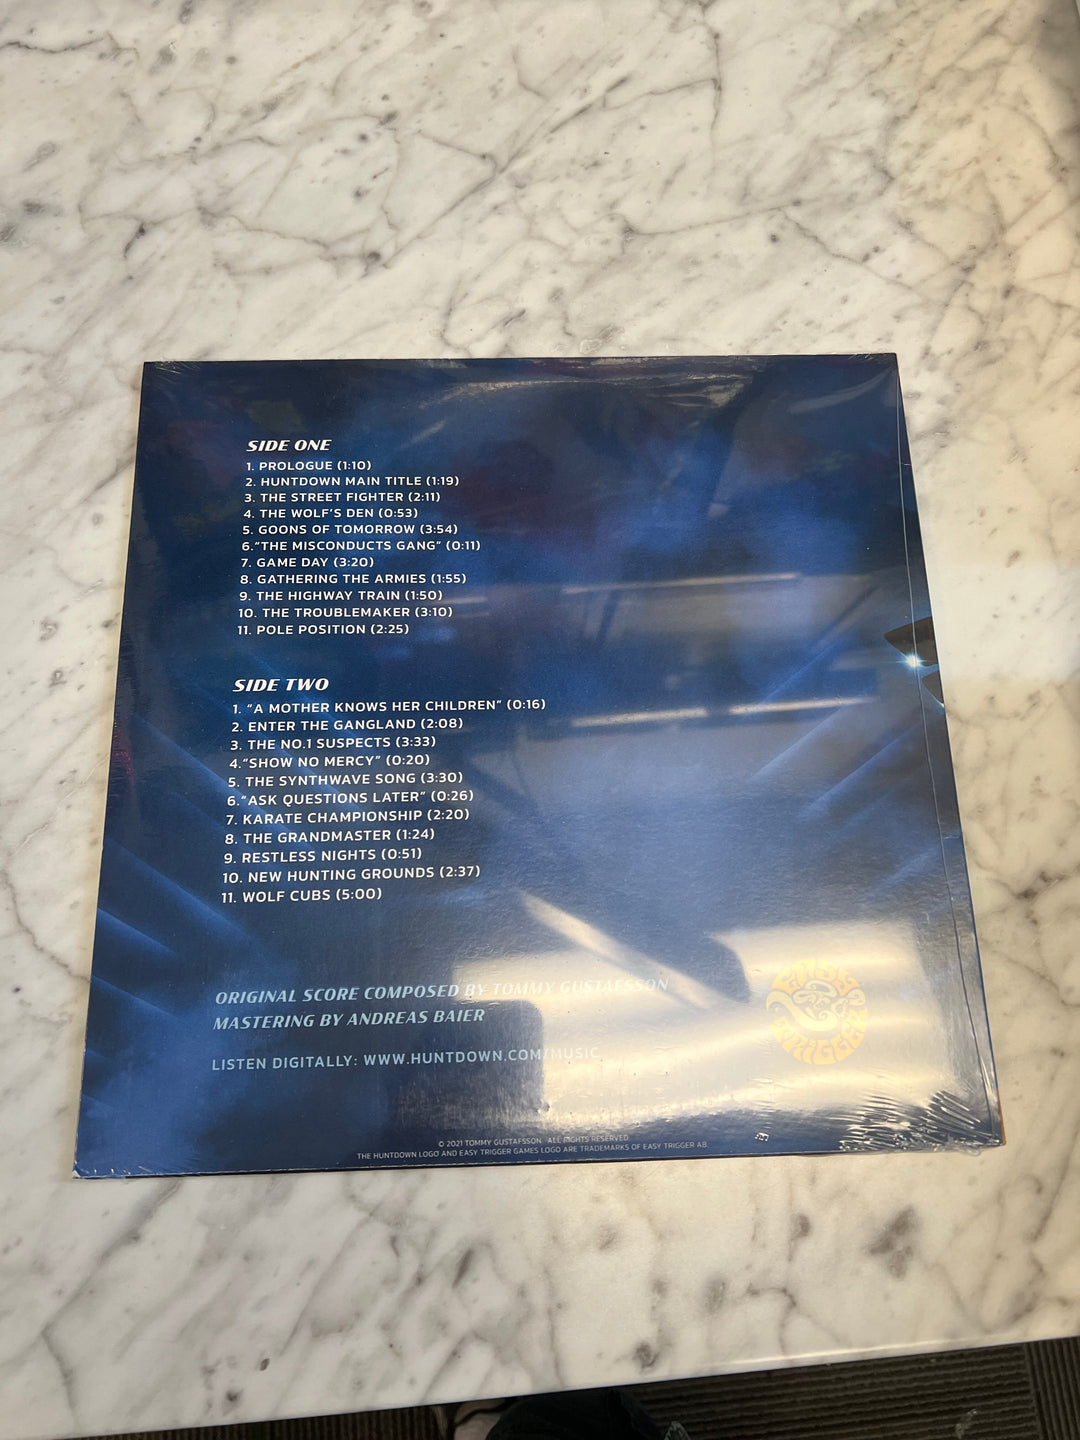 SIDE ONE
1. PROLOGUE (1:10)
2. HUNTDOWN MAIN TITLE (1:19)
3. THE STREET FIGHTER (2:11)
4. THE WOLF'S DEN (0:53)
5. GOONS OF TOMORROW (3:54)
6."THE MISCONDUCTS GANG" (0:11)
7. GAME DAY (3:20)
8. GATHERING THE ARMIES (1:55)
9. THE HIGHWAY TRAIN (1:50)
10. THE TROUBLEMAKER (3:10)
11. POLE POSITION (2:25)
SIDE TWO
1. "A MOTHER KNOWS HER CHILDREN" (0:16)
2. ENTER THE GANGLAND (2:08)
3. THE NO.1 SUSPECTS (3:33)
4."SHOW NO MERCY" (0:20)
5. THE SYNTHWAVE SONG (3:30)
6."ASK QUESTIONS LATER" (0:26)
7. KARATE CHAMPIONSHIP (2:20)
8. THE GRANDMASTER (1:24)
9. RESTLESS NIGHTS (0:51)
10. NEW HUNTING GROUNDS (2:37)
11. WOLF CUBS (5:00)
ORIGINAL SCORE COMPOSED BY TOMMY GUSTAFSSON
MASTERING BY ANDREAS BAIER
LISTEN DIGITALLY: WWW.HUNTDOWN.COM/MUSIC
EASY
TRIGGER
© 2021 TOMMY GUSTAFSSON. ALL RIGHTS RESERVED
THE HUNTDOWN LOGO AND EASY TRIGGER GAMES LOGO ARE TRADEMARKS OF EASY TRIGGER AB.